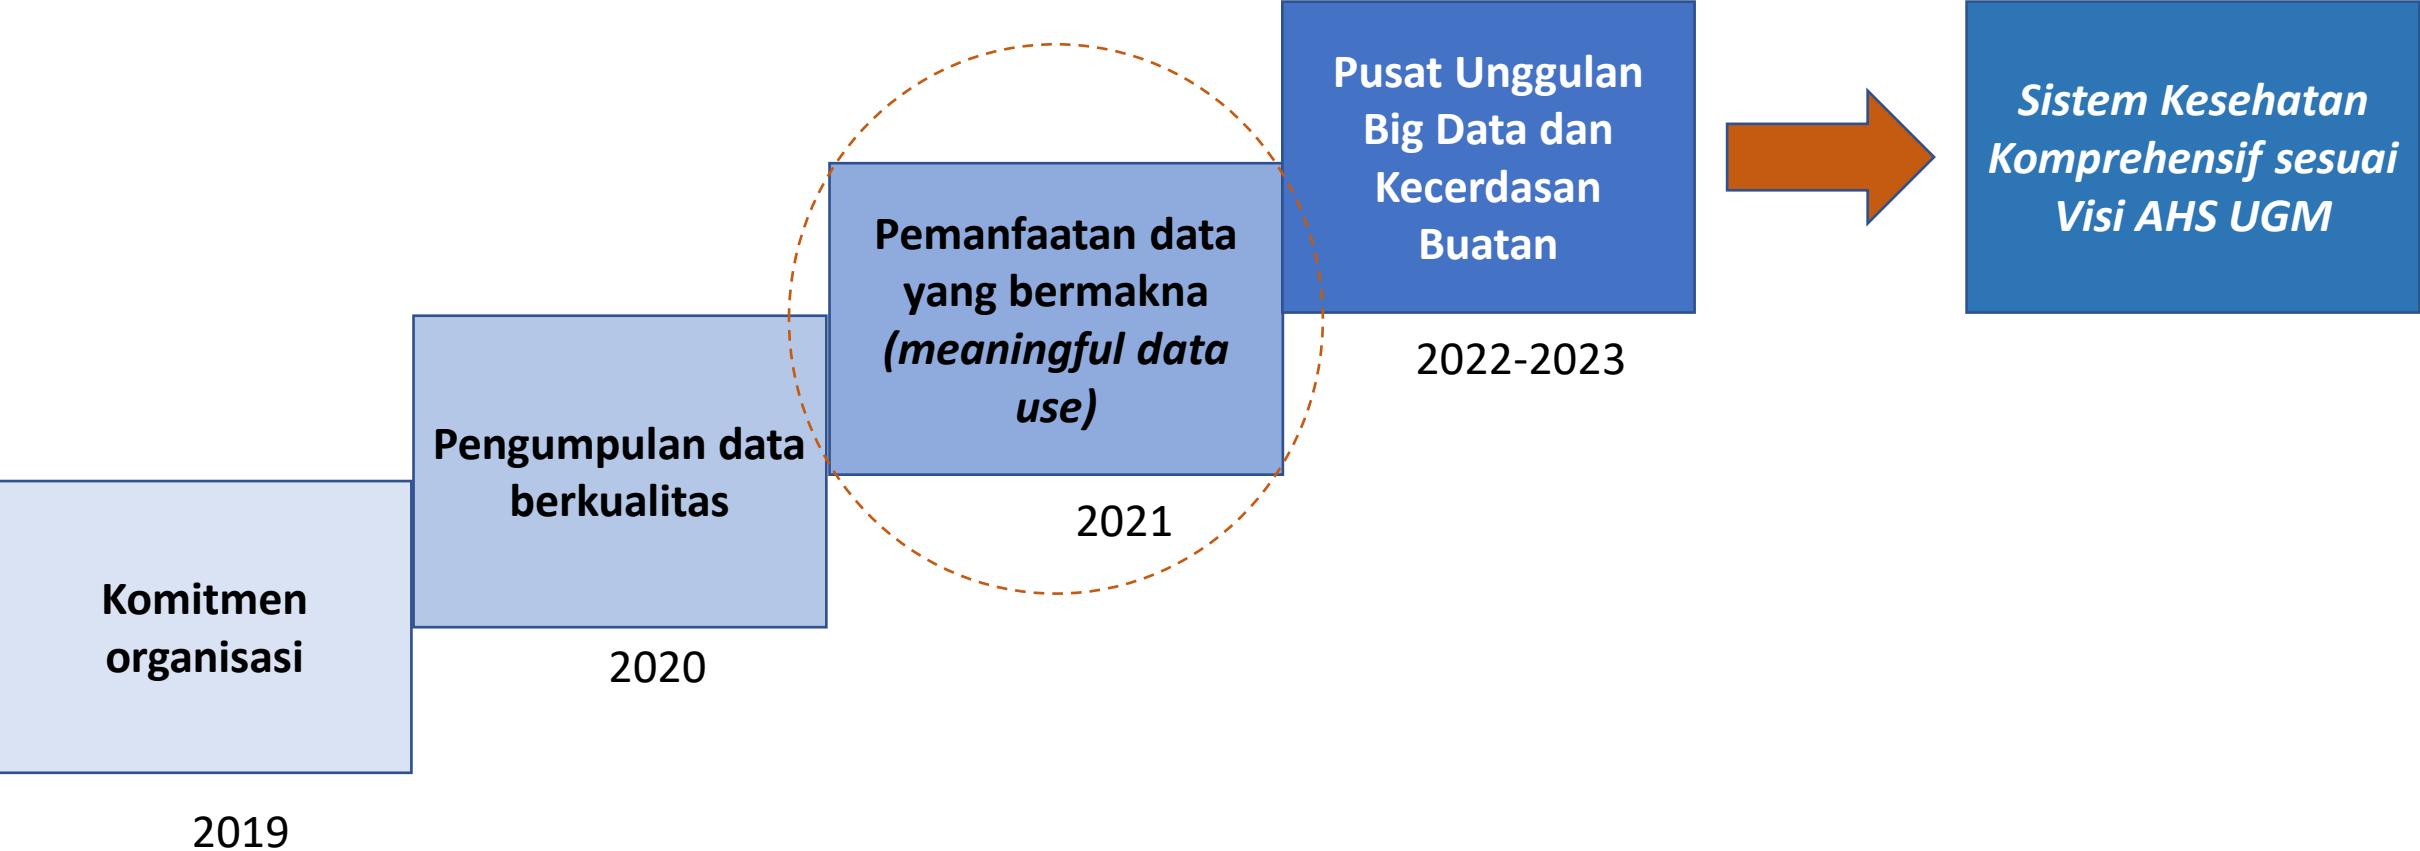 Komitmen
organisasi
2019
Pengumpulan data
berkualitas
2020
Pemanfaatan data
yang bermakna
(meaningful data
use)
2021
Pusat Unggulan
Big Data dan
Kecerdasan
Buatan
2022-2023
Sistem Kesehatan
Komprehensif sesuai
Visi AHS UGM